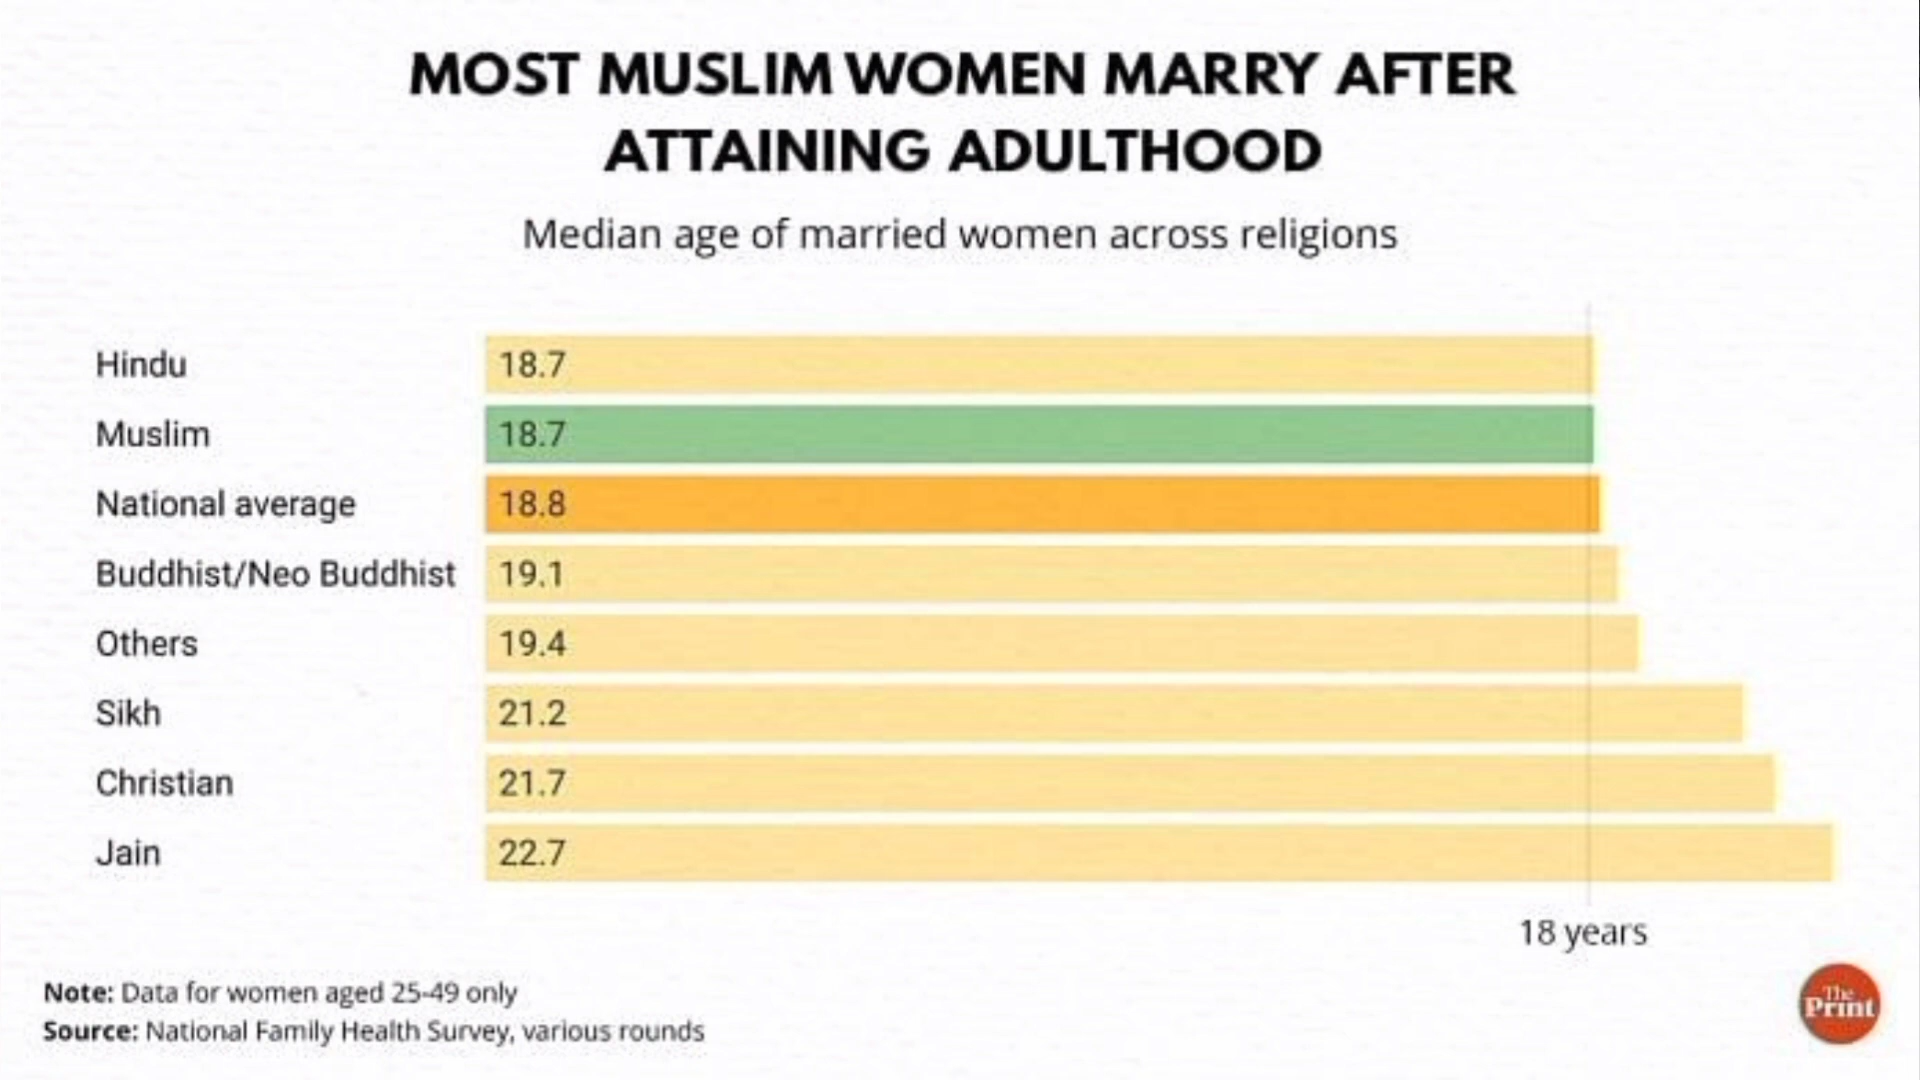 MOST MUSLIM WOMEN MARRY AFTER
ATTAINING ADULTHOOD
Median age of married women across religions
Hindu 18.7
Muslim 18.7
National average 18.8
Buddhist/Neo Buddhist 19.1
Others 19.4
Sikh 21.2
Christian 21.7
Jain 22.7
18 years
Note: Data for women aged 25-49 only
Source: National Family Health Survey, various rounds
The
Print